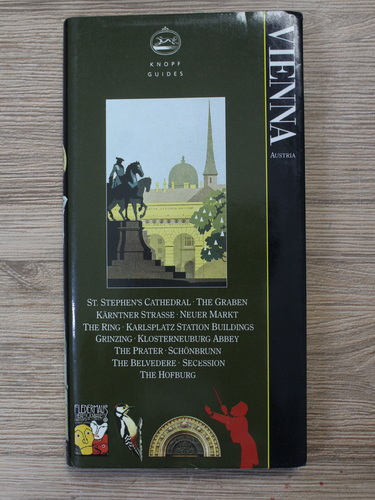 KNOPF
GUIDES
VIENNA
AUSTRIA
ST. STEPHEN'S CATHEDRAL · THE GRABEN
KÄRNTNER STRASSE · NEUER MARKT
THE RING · KARLSPLATZ STATION BUILDINGS
GRINZING · KLOSTERNEUBURG ABBEY
THE PRATER · SCHÖNBRUNN
THE BELVEDERE · SECESSION
THE HOFBURG
FLEDERMAUS